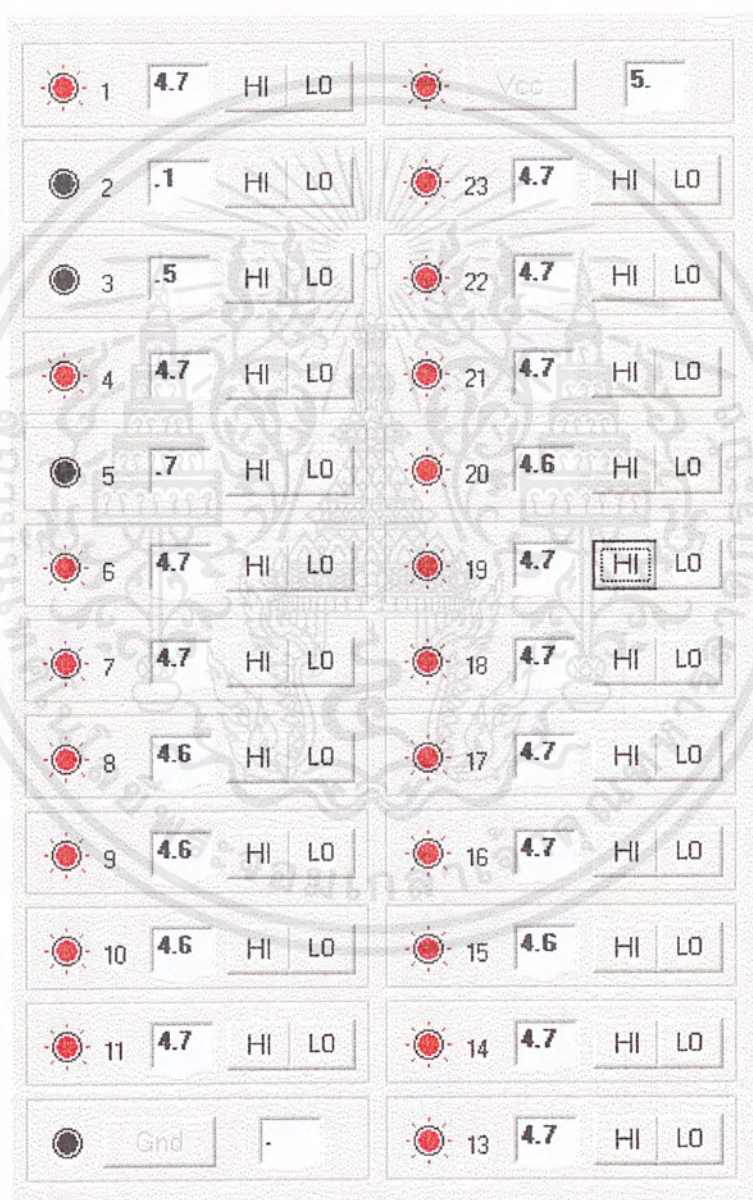 1 4.7 HI LO Vcc 5.
2 .1 HI LO 23 4.7 HI LO
3 .5 HI LO 22 4.7 HI LO
4 4.7 HI LO 21 4.7 HI LO
5 .7 HI LO 20 4.6 HI LO
6 4.7 HI LO 19 4.7 HI LO
7 4.7 HI LO 18 4.7 HI LO
8 4.6 HI LO 17 4.7 HI LO
9 4.6 HI LO 16 4.7 HI LO
10 4.6 HI LO 15 4.6 HI LO
11 4.7 HI LO 14 4.7 HI LO
Gnd . 13 4.7 HI LO